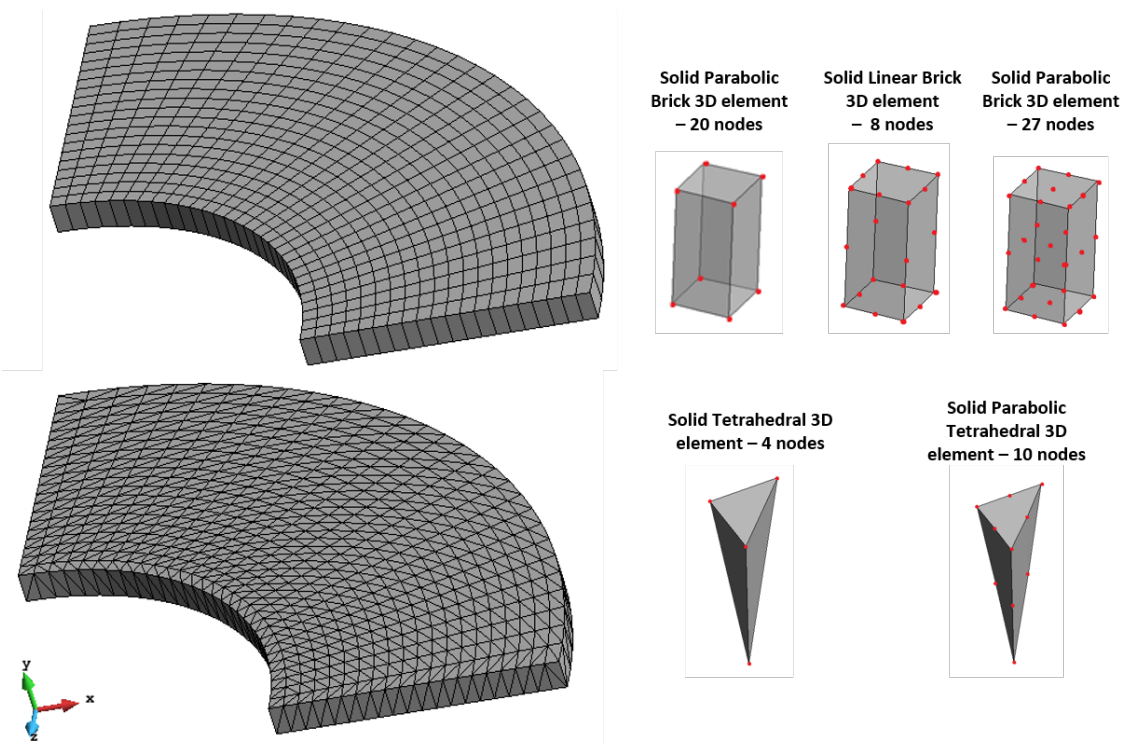 Solid Parabolic
Brick 3D element
– 20 nodes
Solid Linear Brick
3D element
– 8 nodes
Solid Parabolic
Brick 3D element
– 27 nodes
Solid Tetrahedral 3D
element – 4 nodes
Solid Parabolic
Tetrahedral 3D
element – 10 nodes
y
x
z